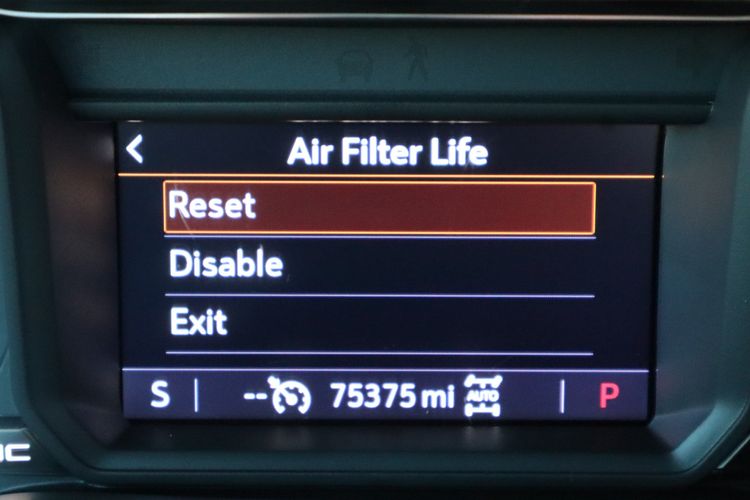 Air Filter Life
Reset
Disable
Exit
S -- 75375 mi AUTO P